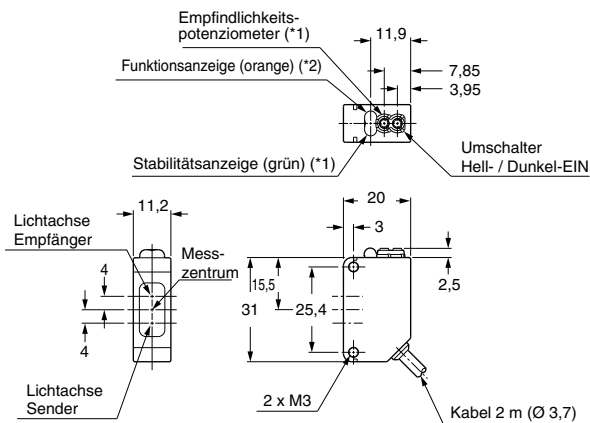 Empfindlichkeits-
potenziometer (*1)
11,9
Funktionsanzeige (orange) (*2)
7,85
3,95
Stabilitätsanzeige (grün) (*1)
Umschalter
Hell- / Dunkel-EIN
11,2
20
Lichtachse
Empfänger
3
Mess-
zentrum
4
15,5
2,5
31
25,4
4
Lichtachse
Sender
2 x M3
Kabel 2 m (Ø 3,7)